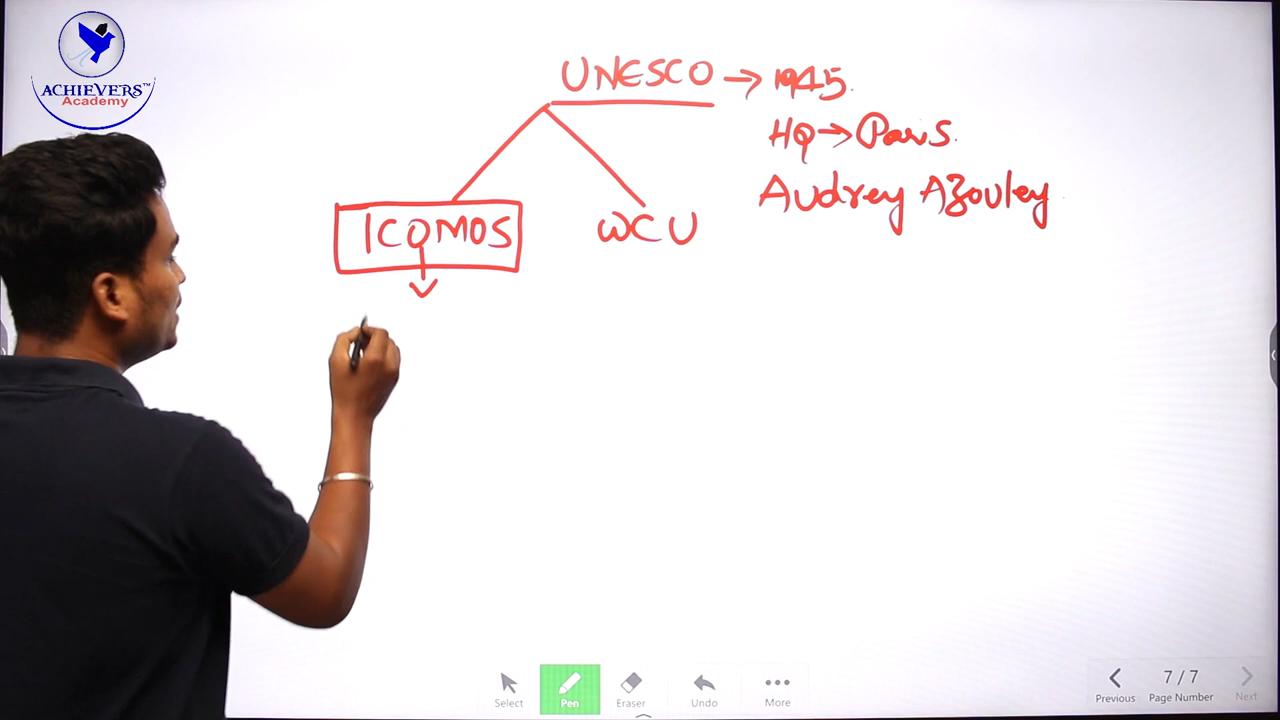 ACHIEVERS™
Academy
UNESCO → 1945.
HQ → Paris.
Audrey Azouley
ICOMOS
WCU
Select
Pen
Eraser
Undo
More
Previous
7 / 7
Page Number
Next